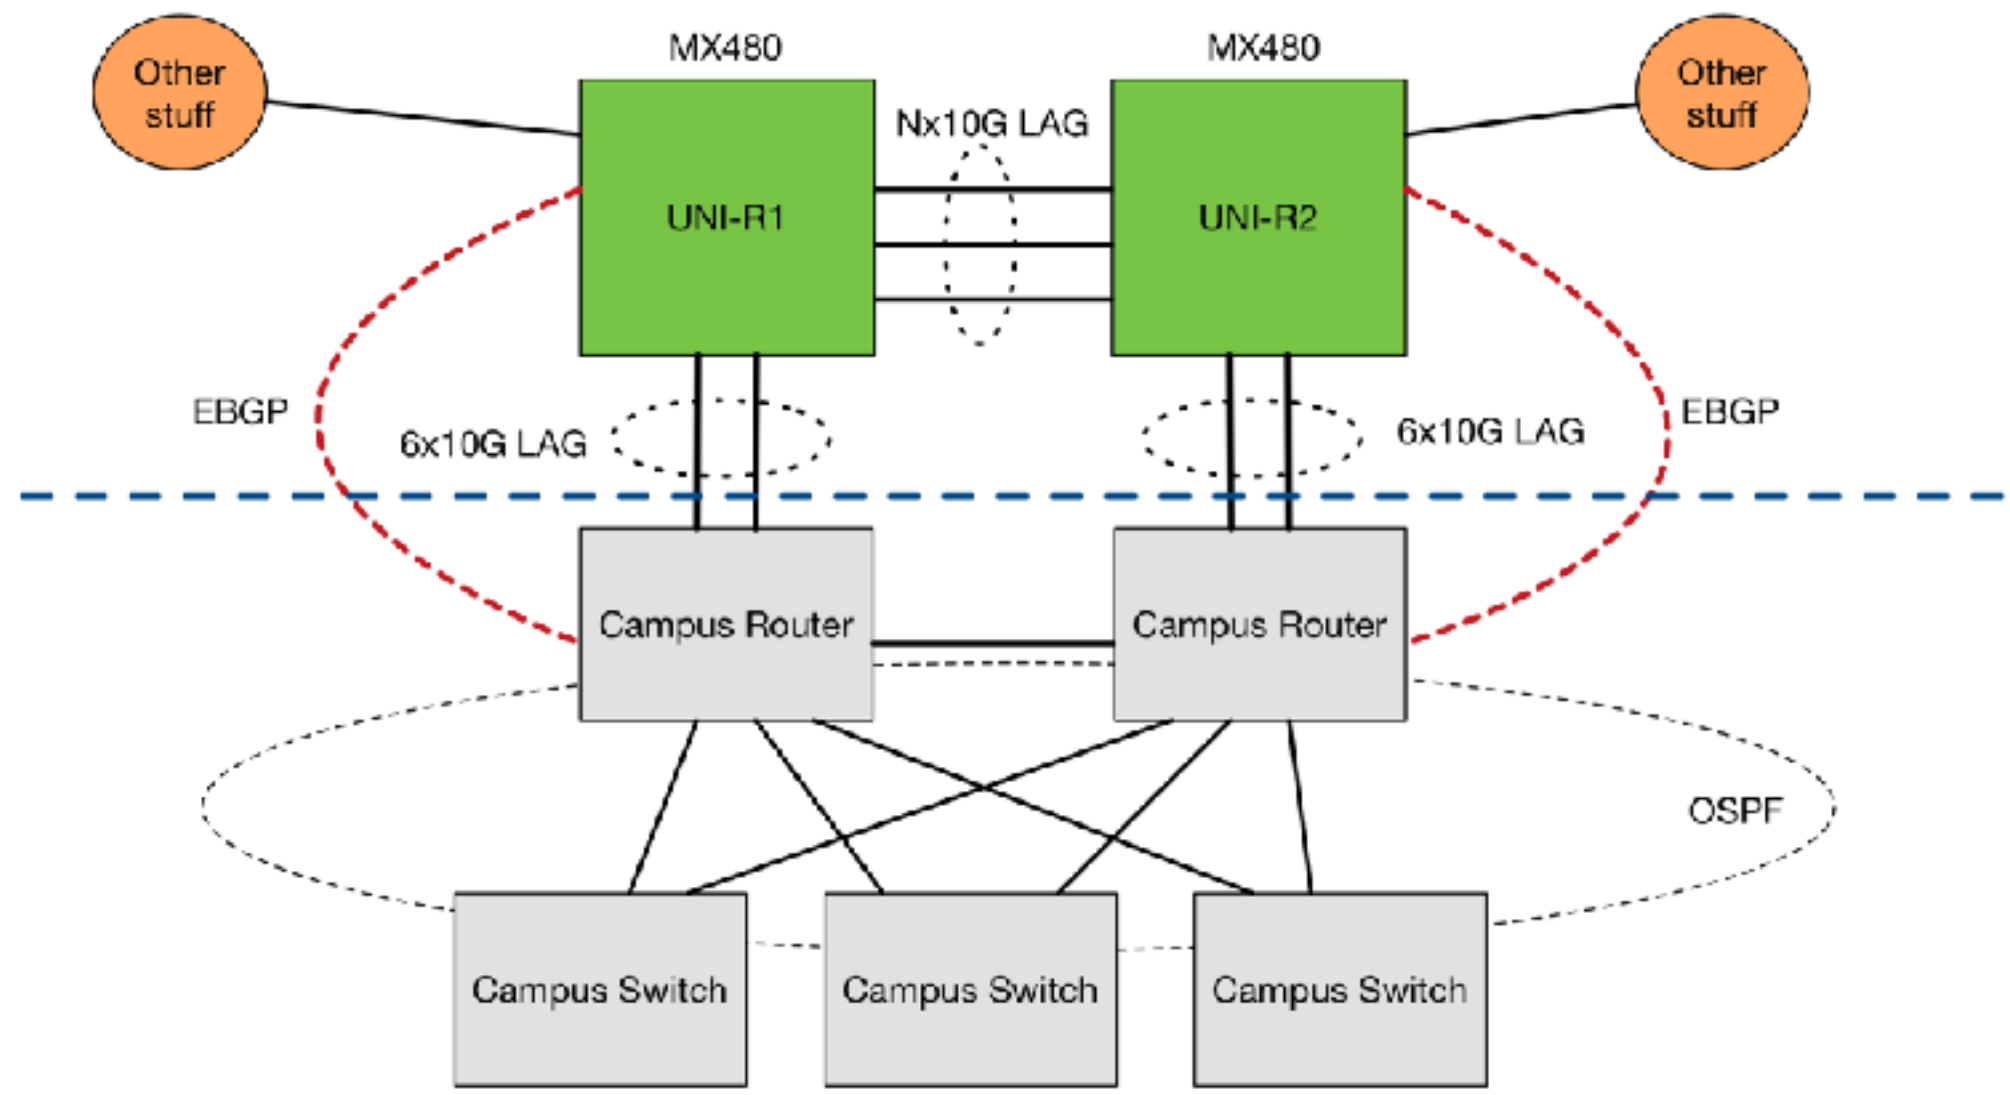 MX480
MX480
Other
stuff
Other
stuff
Nx10G LAG
UNI-R1
UNI-R2
EBGP
EBGP
6x10G LAG
6x10G LAG
Campus Router
Campus Router
OSPF
Campus Switch
Campus Switch
Campus Switch